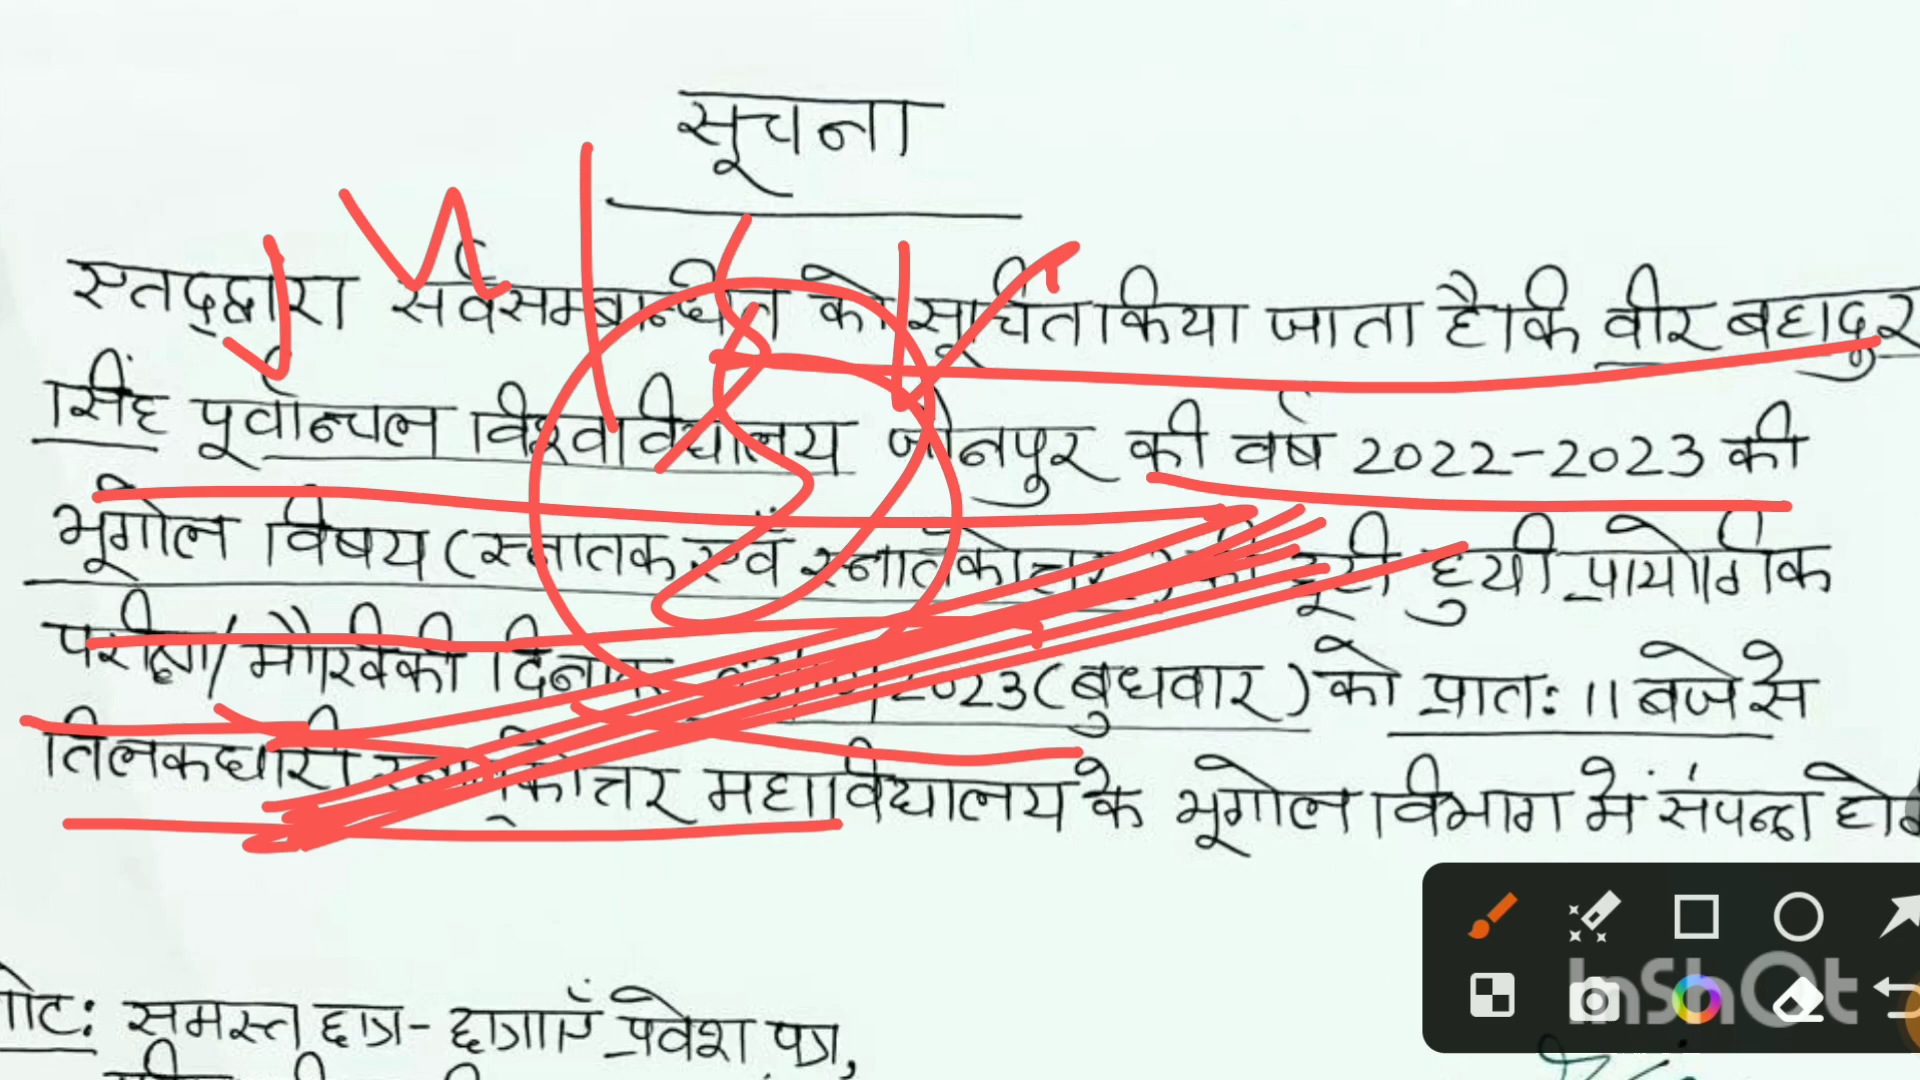 सूचना
एतद्द्वारा सर्वसम्बन्धित को सूचित किया जाता है कि वीर बहादुर
सिंह पूर्वान्चल विश्वविद्यालय जौनपुर की वर्ष 2022-2023 की
भूगोल विषय (स्नातक एवं स्नातकोत्तर) की छूटी हुयी प्रायोगिक
परीक्षा/मौखिकी दिनांक 2023 (बुधवार) को प्रातः 11 बजे से
तिलकधारी स्नातकोत्तर महाविद्यालय के भूगोल विभाग में संपन्न
नोट: समस्त छात्र-छात्राएँ प्रवेश पत्र,
InShOt